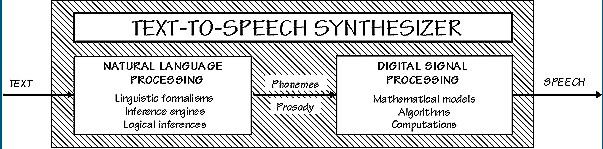 TEXT-TO-SPEECH SYNTHESIZER
TEXT
NATURAL LANGUAGE
PROCESSING
Linguistic formalisms
Inference engines
Logical inferences
Phonemes
Prosody
DIGITAL SIGNAL
PROCESSING
Mathematical models
Algorithms
Computations
SPEECH